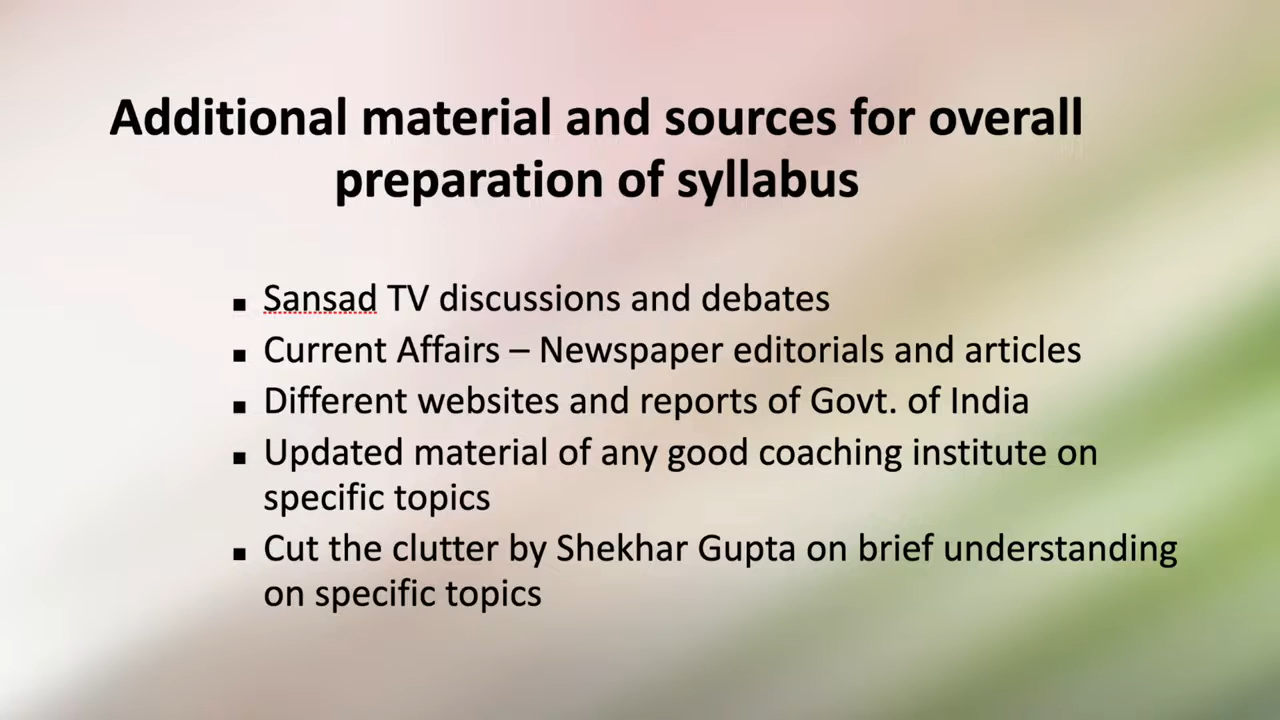 Additional material and sources for overall
preparation of syllabus
▪ Sansad TV discussions and debates
▪ Current Affairs – Newspaper editorials and articles
▪ Different websites and reports of Govt. of India
▪ Updated material of any good coaching institute on
specific topics
▪ Cut the clutter by Shekhar Gupta on brief understanding
on specific topics